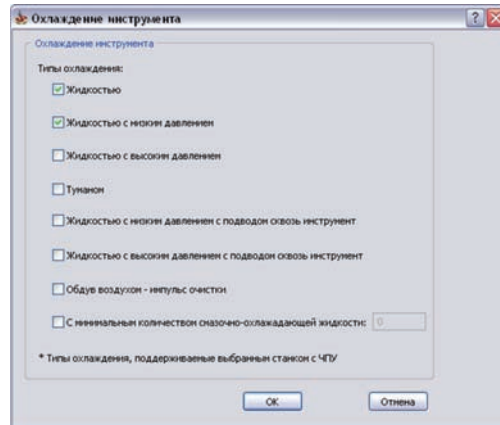 Охлаждение инструмента
Охлаждение инструмента
Типы охлаждения:
Жидкостью
Жидкостью с низким давлением
Жидкостью с высоким давлением
Туманом
Жидкостью с низким давлением с подводом сквозь инструмент
Жидкостью с высоким давлением с подводом сквозь инструмент
Обдув воздухом - импульс очистки
С минимальным количеством смазочно-охлажадающей жидкости: 0
* Типы охлаждения, поддерживаемые выбранным станком с ЧПУ
OK
Отмена